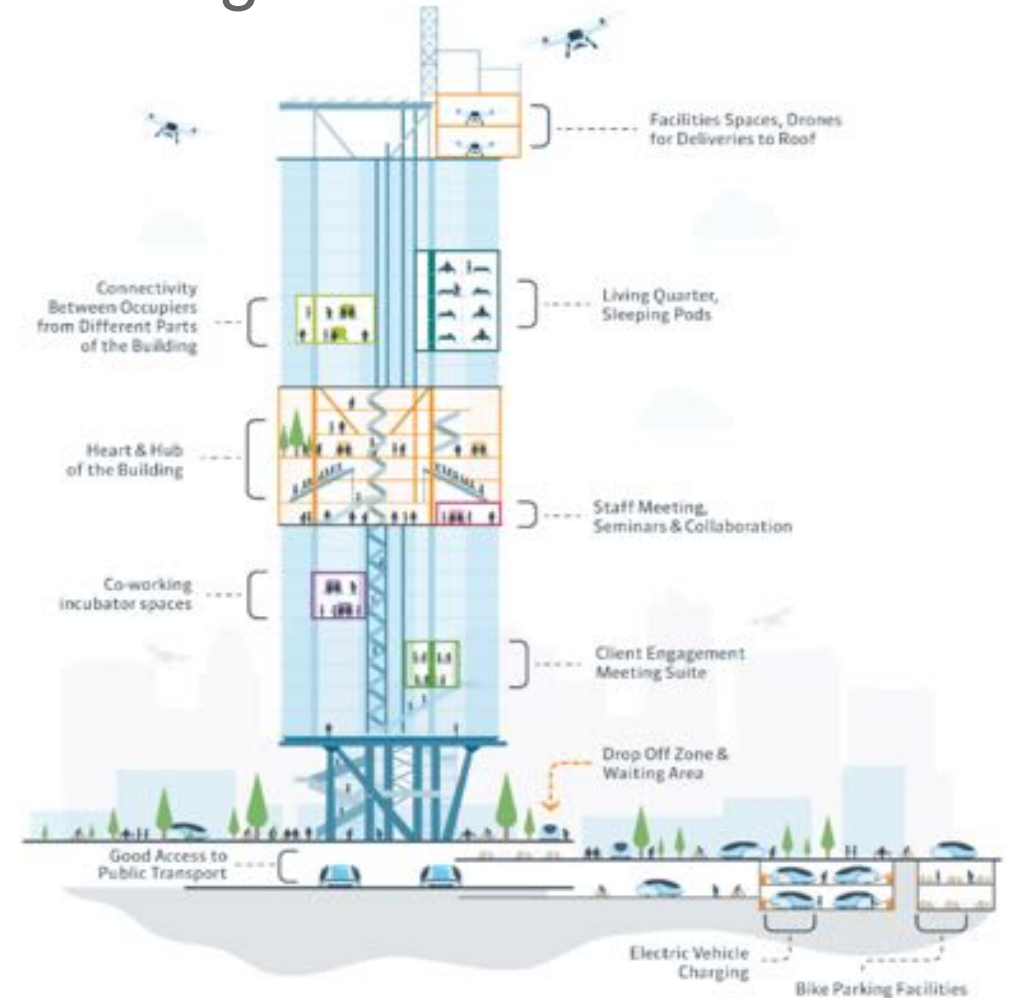 Facilities Spaces, Drones
for Deliveries to Roof
Connectivity
Between Occupiers
from Different Parts
of the Building
Living Quarter,
Sleeping Pods
Heart & Hub
of the Building
Staff Meeting,
Seminars & Collaboration
Co-working
incubator spaces
Client Engagement
Meeting Suite
Drop Off Zone &
Waiting Area
Good Access to
Public Transport
Electric Vehicle
Charging
Bike Parking Facilities